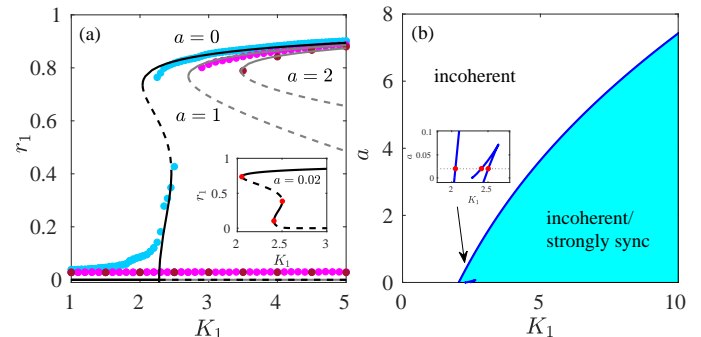 (a)
a = 0
a = 1
a = 2
r₁
1
0.8
0.6
0.4
0.2
0
1
2
3
4
5
K₁
1
0.5
0
r₁
a = 0.02
2
2.5
3
K₁
(b)
incoherent
incoherent/
strongly sync
a
8
6
4
2
0
0
5
10
K₁
0.1
0.05
0
a
2
2.5
K₁